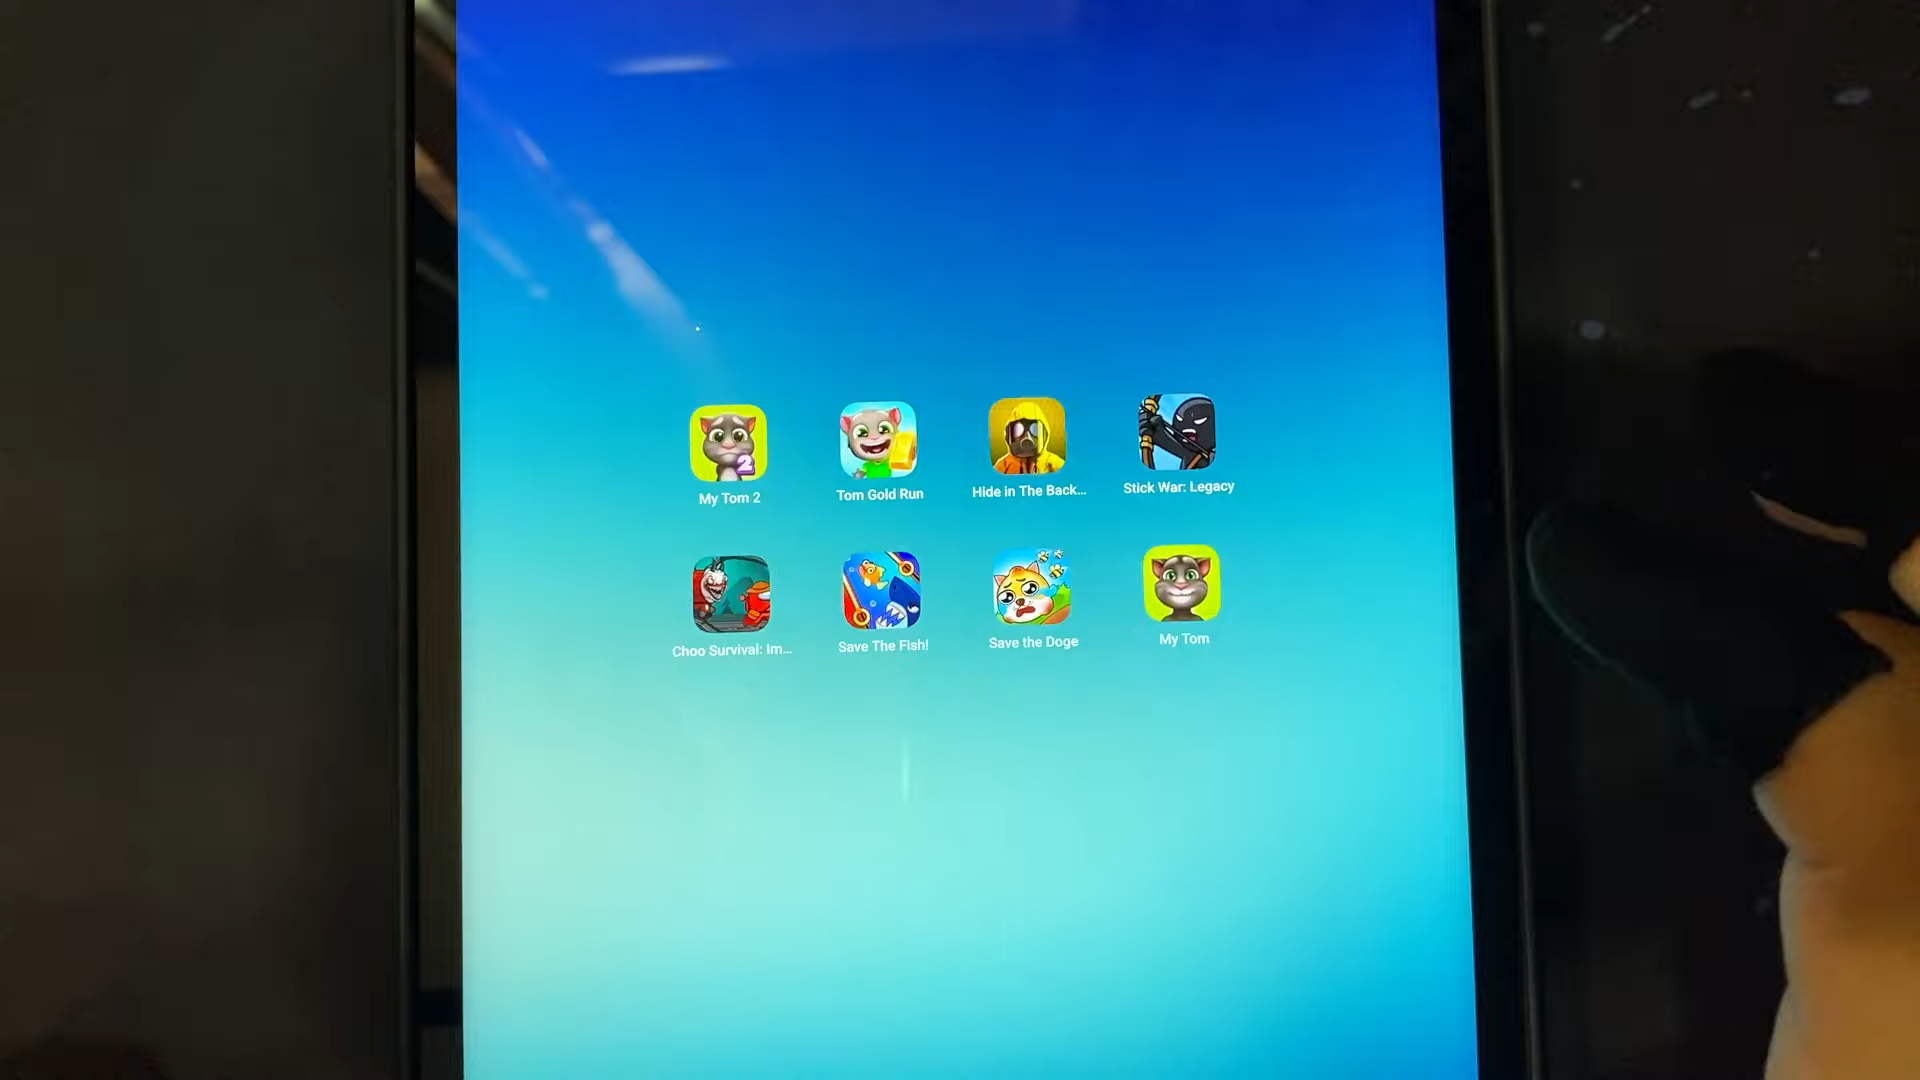 2
My Tom 2
Tom Gold Run
Hide in The Back...
Stick War: Legacy
Choo Survival: Im...
Save The Fish!
Save the Doge
My Tom